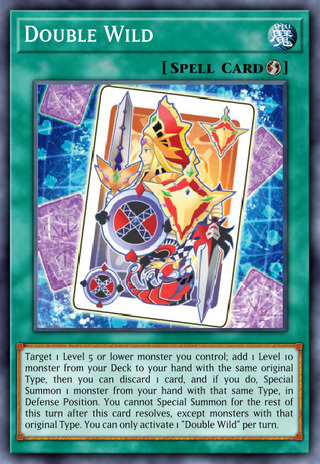 Double Wild
魔
[Spell Card]
Target 1 Level 5 or lower monster you control; add 1 Level 10
monster from your Deck to your hand with the same original
Type, then you can discard 1 card, and if you do, Special
Summon 1 monster from your hand with that same Type, in
Defense Position. You cannot Special Summon for the rest of
this turn after this card resolves, except monsters with that
original Type. You can only activate 1 "Double Wild" per turn.